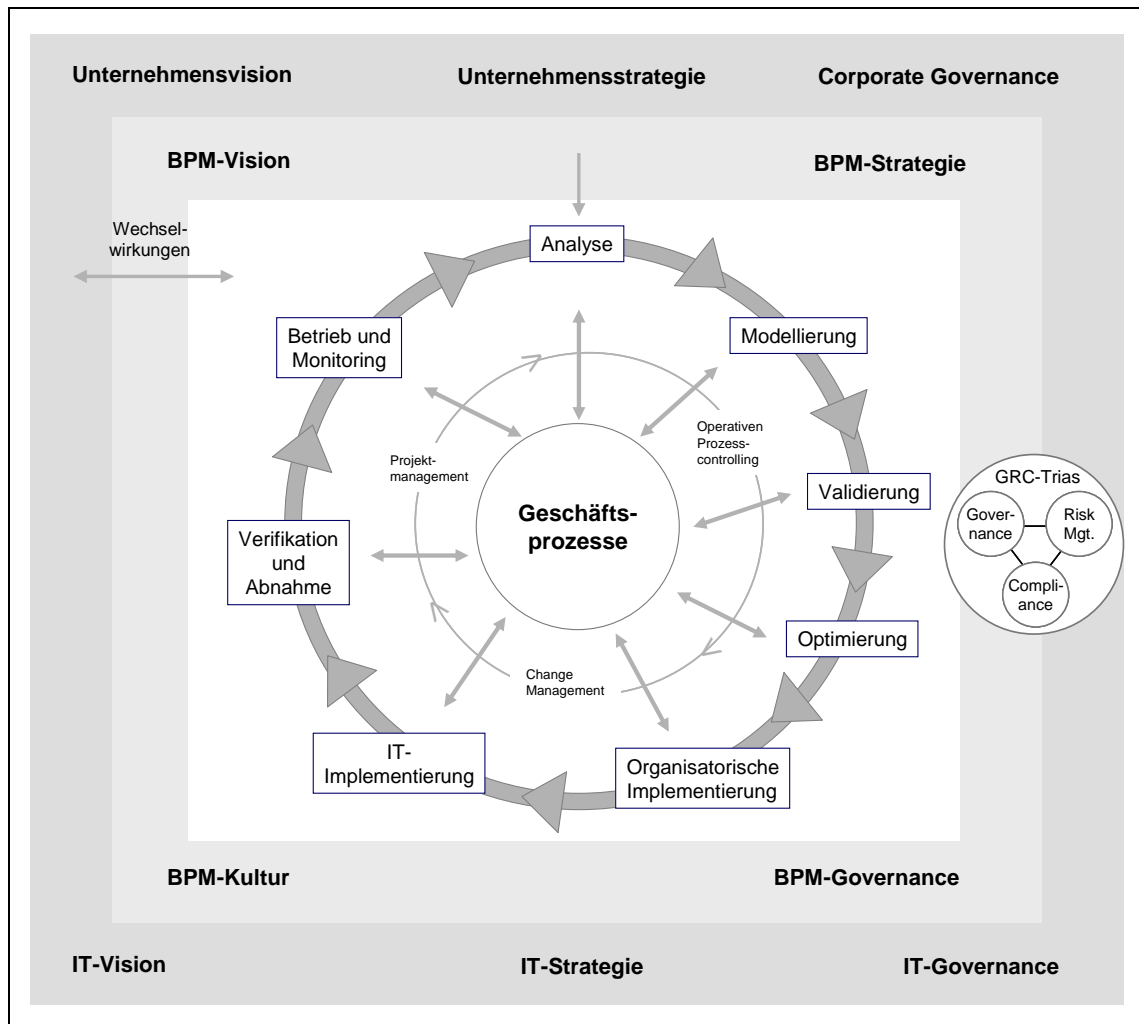 Unternehmensvision
Unternehmensstrategie
Corporate Governance
BPM-Vision
BPM-Strategie
Wechsel-
wirkungen
Analyse
Betrieb und
Monitoring
Modellierung
Operativen
Prozess-
controlling
Projekt-
management
Geschäfts-
prozesse
Validierung
GRC-Trias
Gover-
nance
Risk
Mgt.
Compli-
ance
Verifikation
und
Abnahme
Optimierung
Change
Management
IT-
Implementierung
Organisatorische
Implementierung
BPM-Kultur
BPM-Governance
IT-Vision
IT-Strategie
IT-Governance